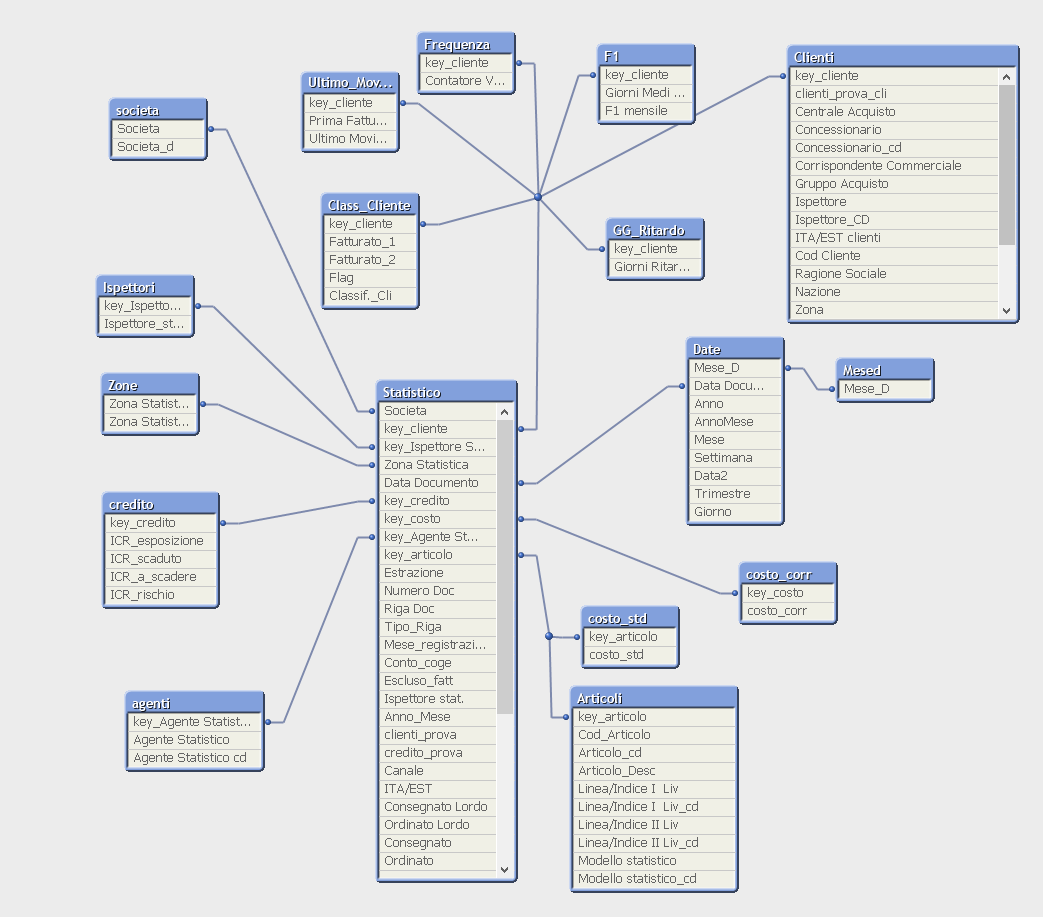 Frequenza
key_cliente
Contatore V...
F1
key_cliente
Giorni Medi ...
F1 mensile
Clienti
key_cliente
clienti_prova_cli
Centrale Acquisto
Concessionario
Concessionario_cd
Corrispondente Commerciale
Gruppo Acquisto
Ispettore
Ispettore_CD
ITA/EST clienti
Cod Cliente
Ragione Sociale
Nazione
Zona
Ultimo_Mov...
key_cliente
Prima Fattu...
Ultimo Movi...
societa
Societa
Societa_d
Class_Cliente
key_cliente
Fatturato_1
Fatturato_2
Flag
Classif._Cli
GG_Ritardo
key_cliente
Giorni Ritar...
Ispettori
key_Ispetto...
Ispettore_st...
Zone
Zona Statist...
Zona Statist...
Statistico
Societa
key_cliente
key_Ispettore S...
Zona Statistica
Data Documento
key_credito
key_costo
key_Agente St...
key_articolo
Estrazione
Numero Doc
Riga Doc
Tipo_Riga
Mese_registrazi...
Conto_coge
Escluso_fatt
Ispettore stat.
Anno_Mese
clienti_prova
credito_prova
Canale
ITA/EST
Consegnato Lordo
Ordinato Lordo
Consegnato
Ordinato
Date
Mese_D
Data Docu...
Anno
AnnoMese
Mese
Settimana
Data2
Trimestre
Giorno
Mesed
Mese_D
credito
key_credito
ICR_esposizione
ICR_scaduto
ICR_a_scadere
ICR_rischio
costo_corr
key_costo
costo_corr
costo_std
key_articolo
costo_std
agenti
key_Agente Statist...
Agente Statistico
Agente Statistico cd
Articoli
key_articolo
Cod_Articolo
Articolo_cd
Articolo_Desc
Linea/Indice I  Liv
Linea/Indice I  Liv_cd
Linea/Indice II Liv
Linea/Indice II Liv_cd
Modello statistico
Modello statistico_cd